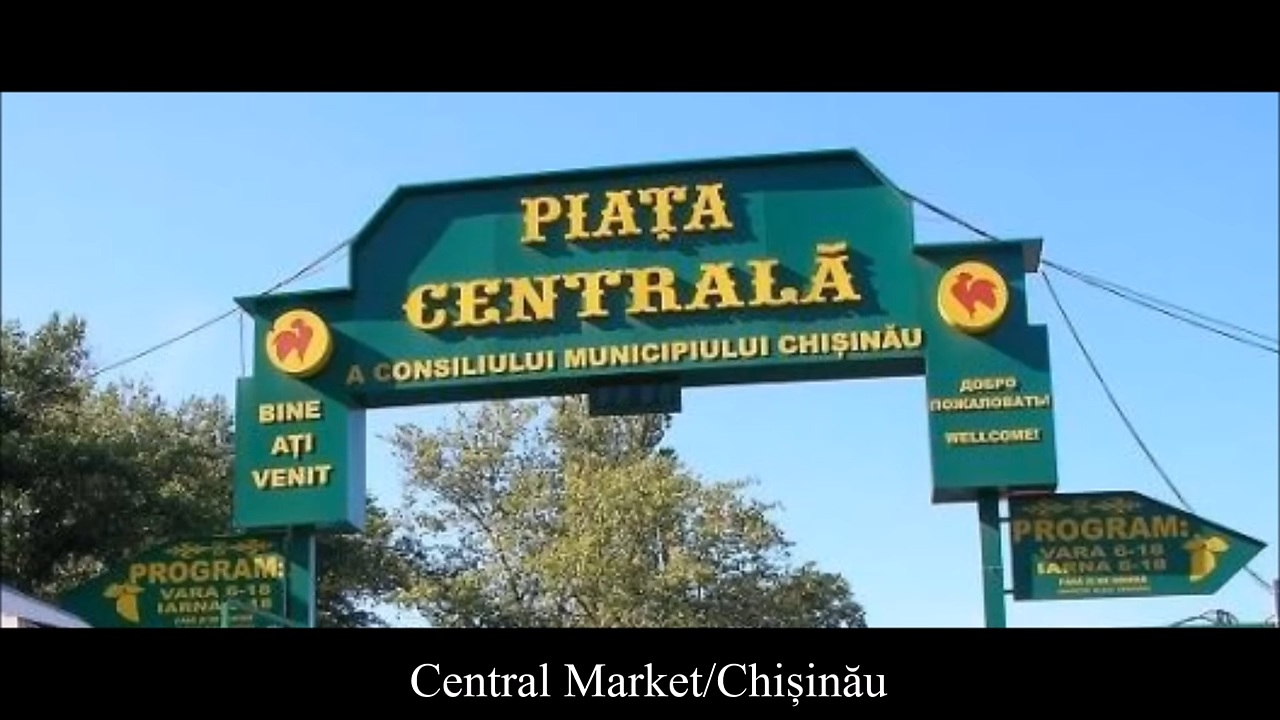 PIAȚA
CENTRALĂ
A CONSILIULUI MUNICIPIULUI CHIȘINĂU
BINE
AȚI
VENIT
ДОБРО
ПОЖАЛОВАТЬ!
WELLCOME!
PROGRAM:
VARA 6-18
IARNA 6-18
PROGRAM:
VARA 6-18
IARNA 6-18
Central Market/Chișinău